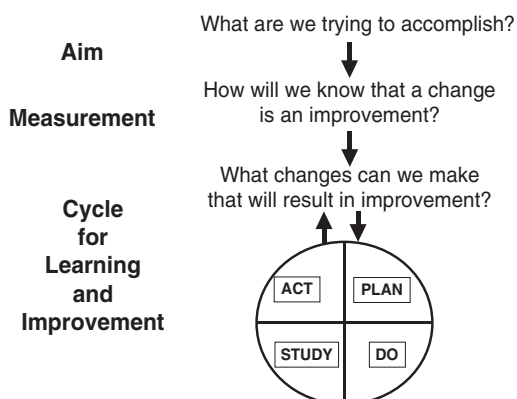 What are we trying to accomplish?
Aim
How will we know that a change
is an improvement?
Measurement
What changes can we make
that will result in improvement?
Cycle
for
Learning
and
Improvement
ACT
PLAN
STUDY
DO